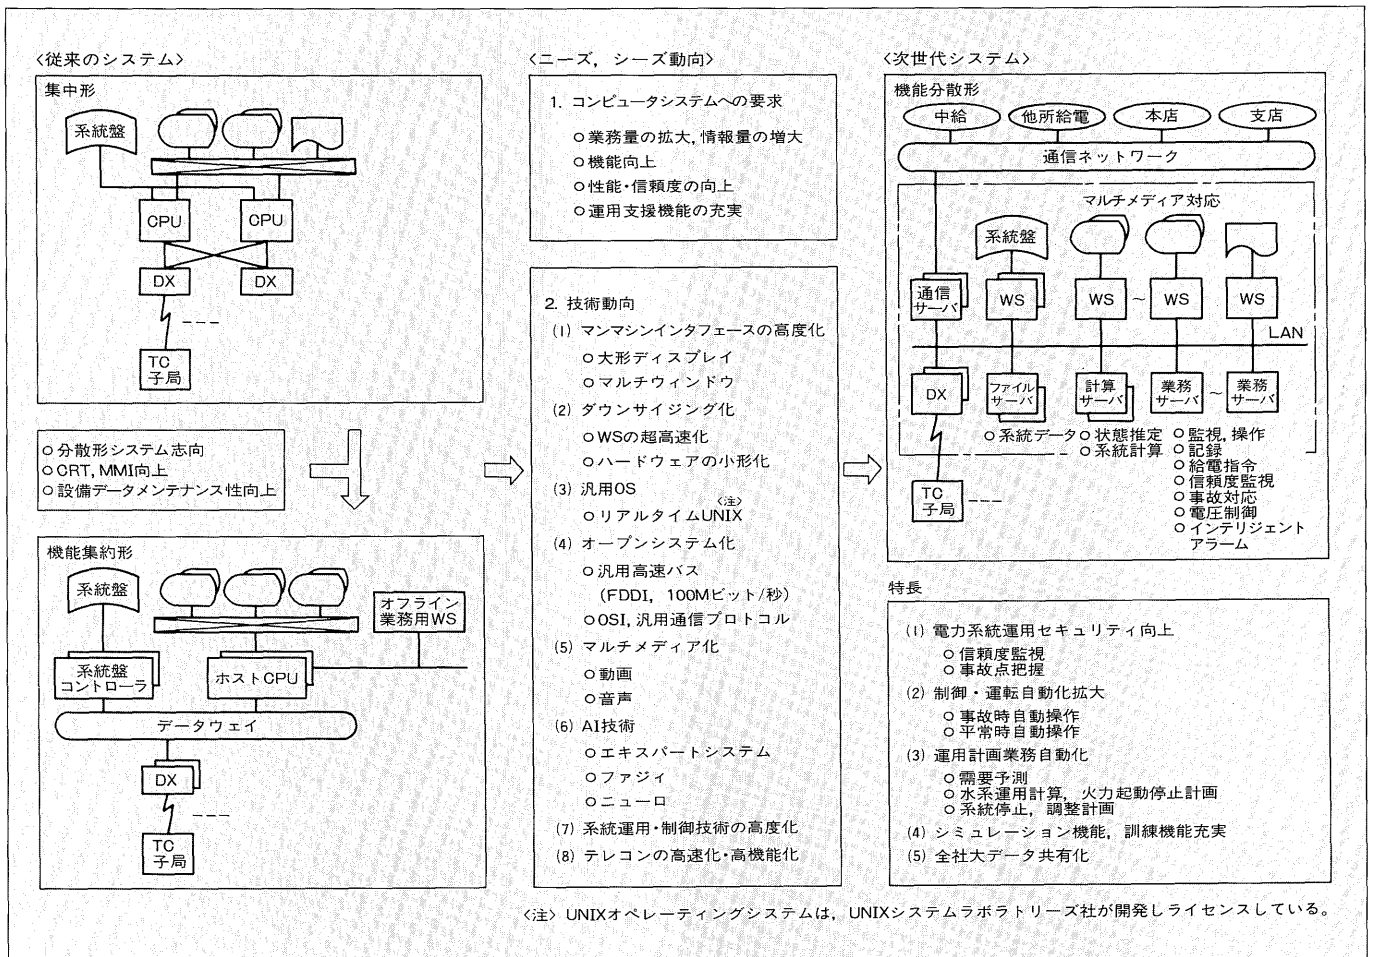 〈従来のシステム〉
集中形
系統盤
CPU
CPU
DX
DX
TC
子局
○分散形システム志向
○CRT, MMI向上
○設備データメンテナンス性向上
機能集約形
系統盤
オフライン
業務用WS
系統盤
コントローラ
ホストCPU
データウェイ
DX
TC
子局
〈ニーズ，シーズ動向〉
1. コンピュータシステムへの要求
○業務量の拡大, 情報量の増大
○機能向上
○性能・信頼度の向上
○運用支援機能の充実
2. 技術動向
(1) マンマシンインタフェースの高度化
○大形ディスプレイ
○マルチウィンドウ
(2) ダウンサイジング化
○WSの超高速化
○ハードウェアの小形化
(3) 汎用OS
〈注〉
○リアルタイムUNIX
(4) オープンシステム化
○汎用高速バス
(FDDI, 100Mビット/秒)
○OSI, 汎用通信プロトコル
(5) マルチメディア化
○動画
○音声
(6) AI技術
○エキスパートシステム
○ファジィ
○ニューロ
(7) 系統運用・制御技術の高度化
(8) テレコンの高速化・高機能化
〈次世代システム〉
機能分散形
中給
他所給電
本店
支店
通信ネットワーク
マルチメディア対応
系統盤
通信
サーバ
WS
WS
～
WS
WS
LAN
DX
ファイル
サーバ
計算
サーバ
業務
サーバ
～
業務
サーバ
○系統データ
○状態推定
○系統計算
○監視, 操作
○記録
○給電指令
○信頼度監視
○事故対応
○電圧制御
○インテリジェント
アラーム
TC
子局
特長
(1) 電力系統運用セキュリティ向上
○信頼度監視
○事故点把握
(2) 制御・運転自動化拡大
○事故時自動操作
○平常時自動操作
(3) 運用計画業務自動化
○需要予測
○水系運用計算, 火力起動停止計画
○系統停止, 調整計画
(4) シミュレーション機能, 訓練機能充実
(5) 全社大データ共有化
〈注〉 UNIXオペレーティングシステムは，UNIXシステムラボラトリーズ社が開発しライセンスしている。